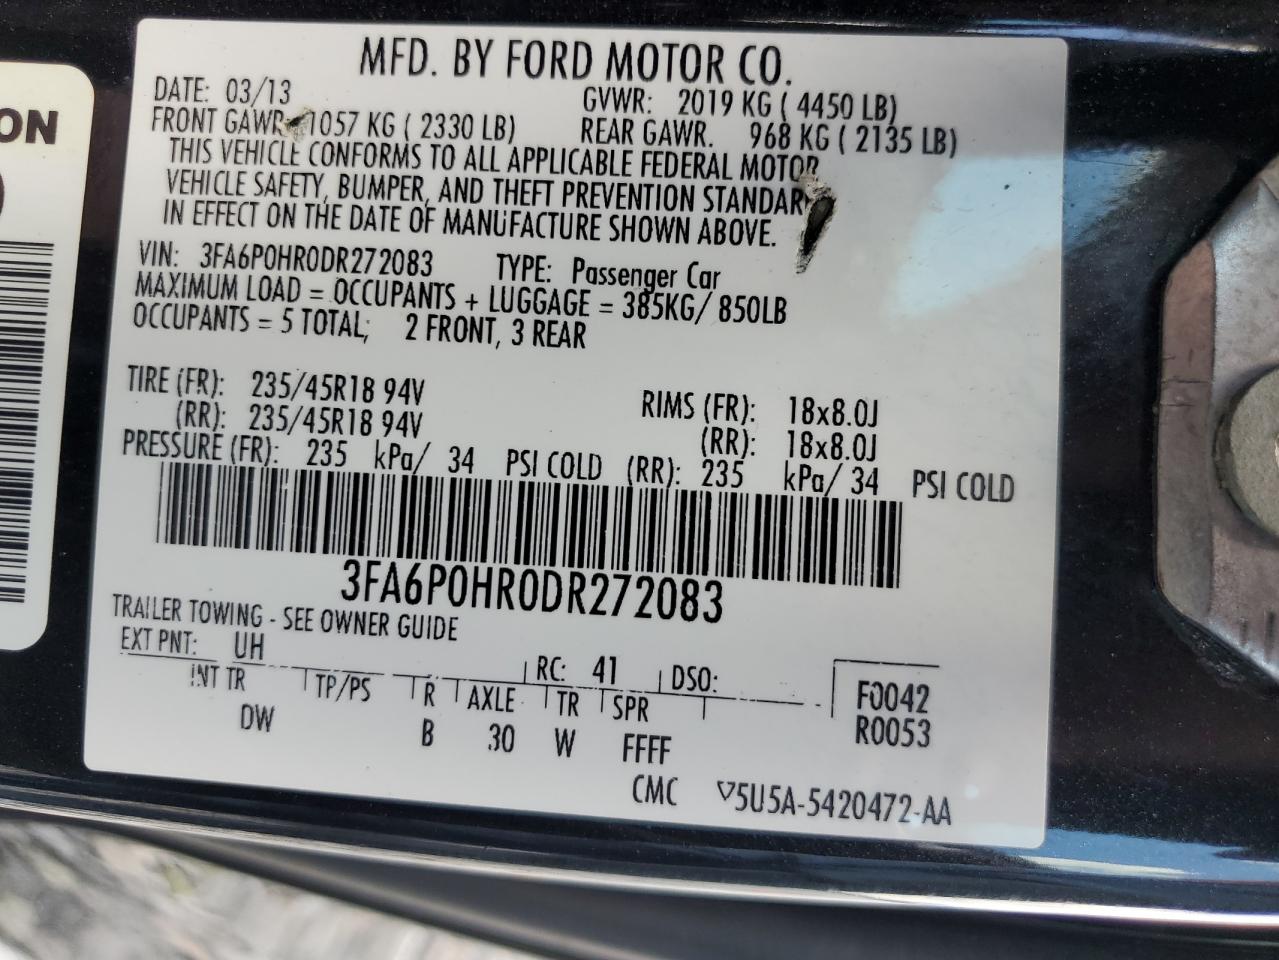 ON
MFD. BY FORD MOTOR CO.
DATE: 03/13 GVWR: 2019 KG ( 4450 LB)
FRONT GAWR 1057 KG ( 2330 LB) REAR GAWR. 968 KG ( 2135 LB)
THIS VEHICLE CONFORMS TO ALL APPLICABLE FEDERAL MOTOR
VEHICLE SAFETY, BUMPER, AND THEFT PREVENTION STANDAR
IN EFFECT ON THE DATE OF MANUFACTURE SHOWN ABOVE.
VIN: 3FA6P0HR0DR272083 TYPE: Passenger Car
MAXIMUM LOAD = OCCUPANTS + LUGGAGE = 385KG/ 850LB
OCCUPANTS = 5 TOTAL; 2 FRONT, 3 REAR
TIRE (FR): 235/45R18 94V RIMS (FR): 18x8.0J
(RR): 235/45R18 94V (RR): 18x8.0J
PRESSURE (FR): 235 kPa/ 34 PSI COLD (RR): 235 kPa/ 34 PSI COLD
3FA6P0HR0DR272083
TRAILER TOWING - SEE OWNER GUIDE
EXT PNT: UH RC: 41 DSO: F0042
INT TR TP/PS R AXLE TR SPR R0053
DW B 30 W FFFF
CMC ▽5U5A-5420472-AA